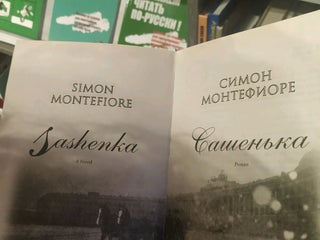 ЧИТАТЬ
ПО-РУССКИ!
SIMON
MONTEFIORE
Sashenka
A Novel
СИМОН
МОНТЕФИОРЕ
Сашенька
Роман